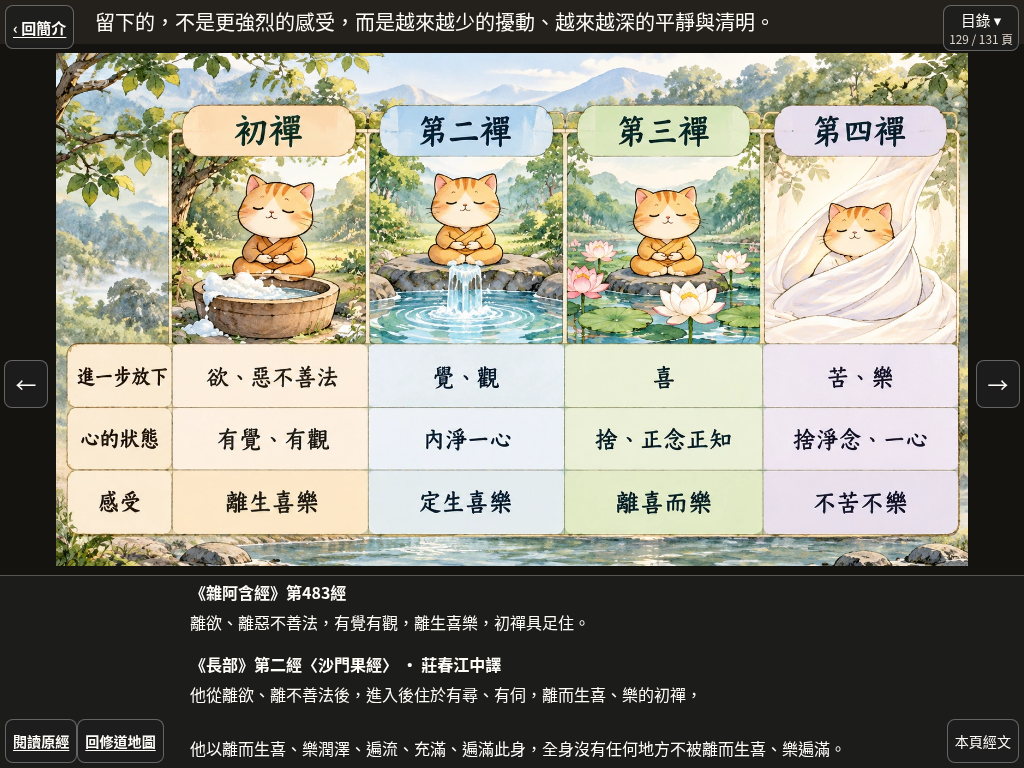 ‹ 回簡介
留下的，不是更強烈的感受，而是越來越少的擾動、越來越深的平靜與清明。
目錄 ▾
129 / 131 頁
初禪 第二禪 第三禪 第四禪
進一步放下 欲、惡不善法 覺、觀 喜 苦、樂
心的狀態 有覺、有觀 內淨一心 捨、正念正知 捨淨念、一心
感受 離生喜樂 定生喜樂 離喜而樂 不苦不樂
←
→
《雜阿含經》第483經
離欲、離惡不善法，有覺有觀，離生喜樂，初禪具足住。
《長部》第二經〈沙門果經〉 · 莊春江中譯
他從離欲、離不善法後，進入後住於有尋、有伺，離而生喜、樂的初禪，
他以離而生喜、樂潤澤、遍流、充滿、遍滿此身，全身沒有任何地方不被離而生喜、樂遍滿。
閱讀原經
回修道地圖
本頁經文